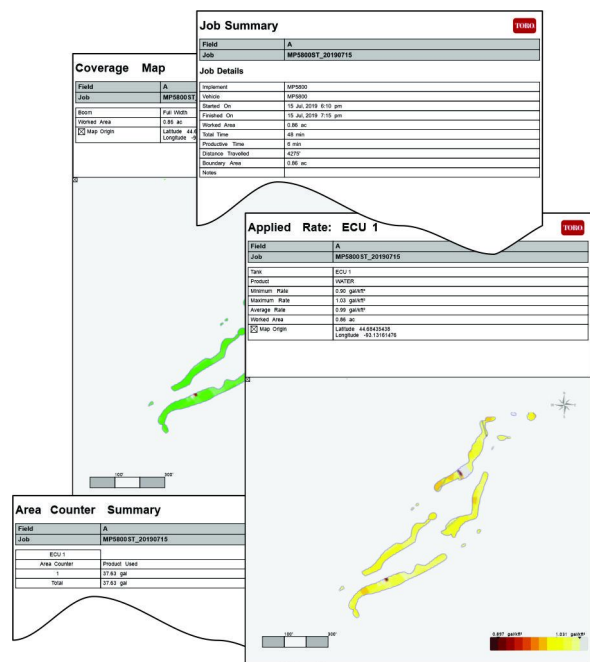 Job Summary
TORO
Field A
Job MP5800ST_20190715
Job Details
Implement MP5800
Vehicle MP5800
Started On 15 Jul, 2019 6:10 pm
Finished On 15 Jul, 2019 7:15 pm
Worked Area 0.86 ac
Total Time 48 min
Productive Time 6 min
Distance Travelled 4275'
Boundary Area 0.86 ac
Notes
Coverage Map
Field A
Job MP5800ST
Boom Full Width
Worked Area 0.86 ac
Map Origin Latitude 44.6
Longitude -9
100' 300'
Applied Rate: ECU 1
TORO
Field A
Job MP5800ST_20190715
Tank ECU 1
Product WATER
Minimum Rate 0.90 gal/kft²
Maximum Rate 1.03 gal/kft²
Average Rate 0.99 gal/kft²
Worked Area 0.86 ac
Map Origin Latitude 44.68435438
Longitude -93.13161476
100' 300'
0.897 gal/kft² 1.031 gal/kft²
Area Counter Summary
Field A
Job MP5800ST_20190715
ECU 1
Area Counter Product Used
1 37.63 gal
Total 37.63 gal